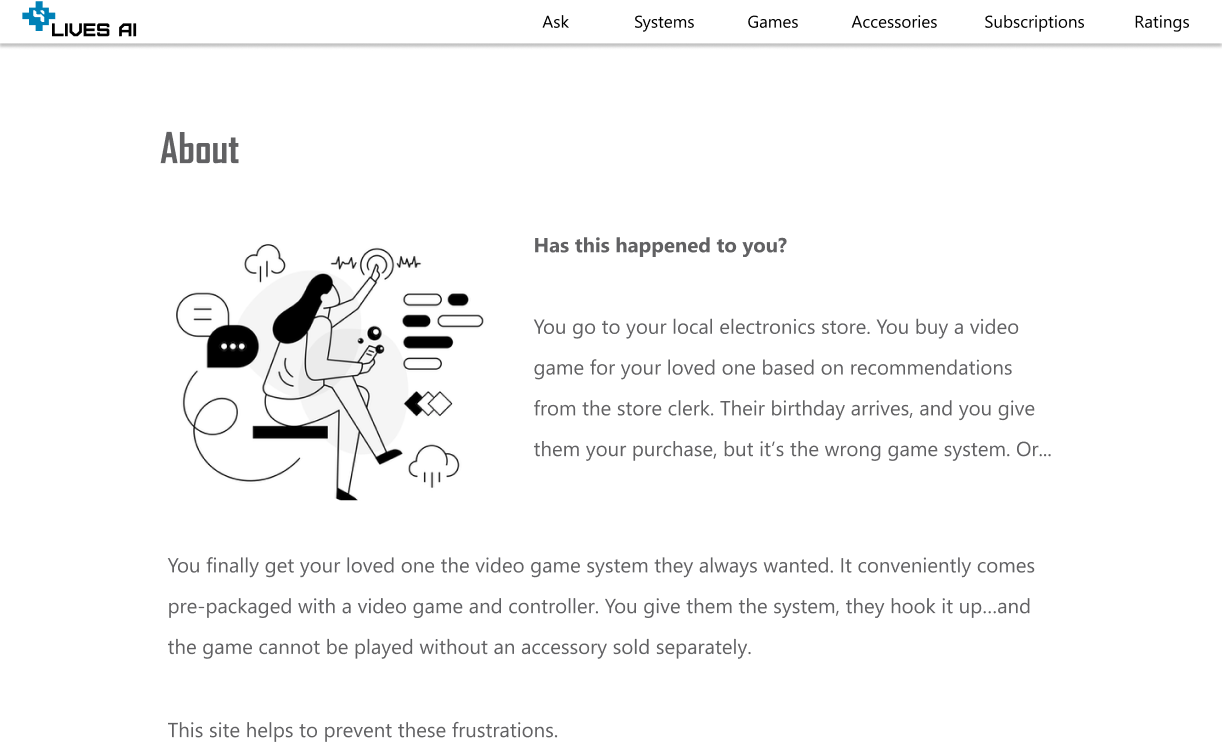 LIVES AI
Ask Systems Games Accessories Subscriptions Ratings
About
Has this happened to you?
You go to your local electronics store. You buy a video
game for your loved one based on recommendations
from the store clerk. Their birthday arrives, and you give
them your purchase, but it’s the wrong game system. Or...
You finally get your loved one the video game system they always wanted. It conveniently comes
pre-packaged with a video game and controller. You give them the system, they hook it up...and
the game cannot be played without an accessory sold separately.
This site helps to prevent these frustrations.